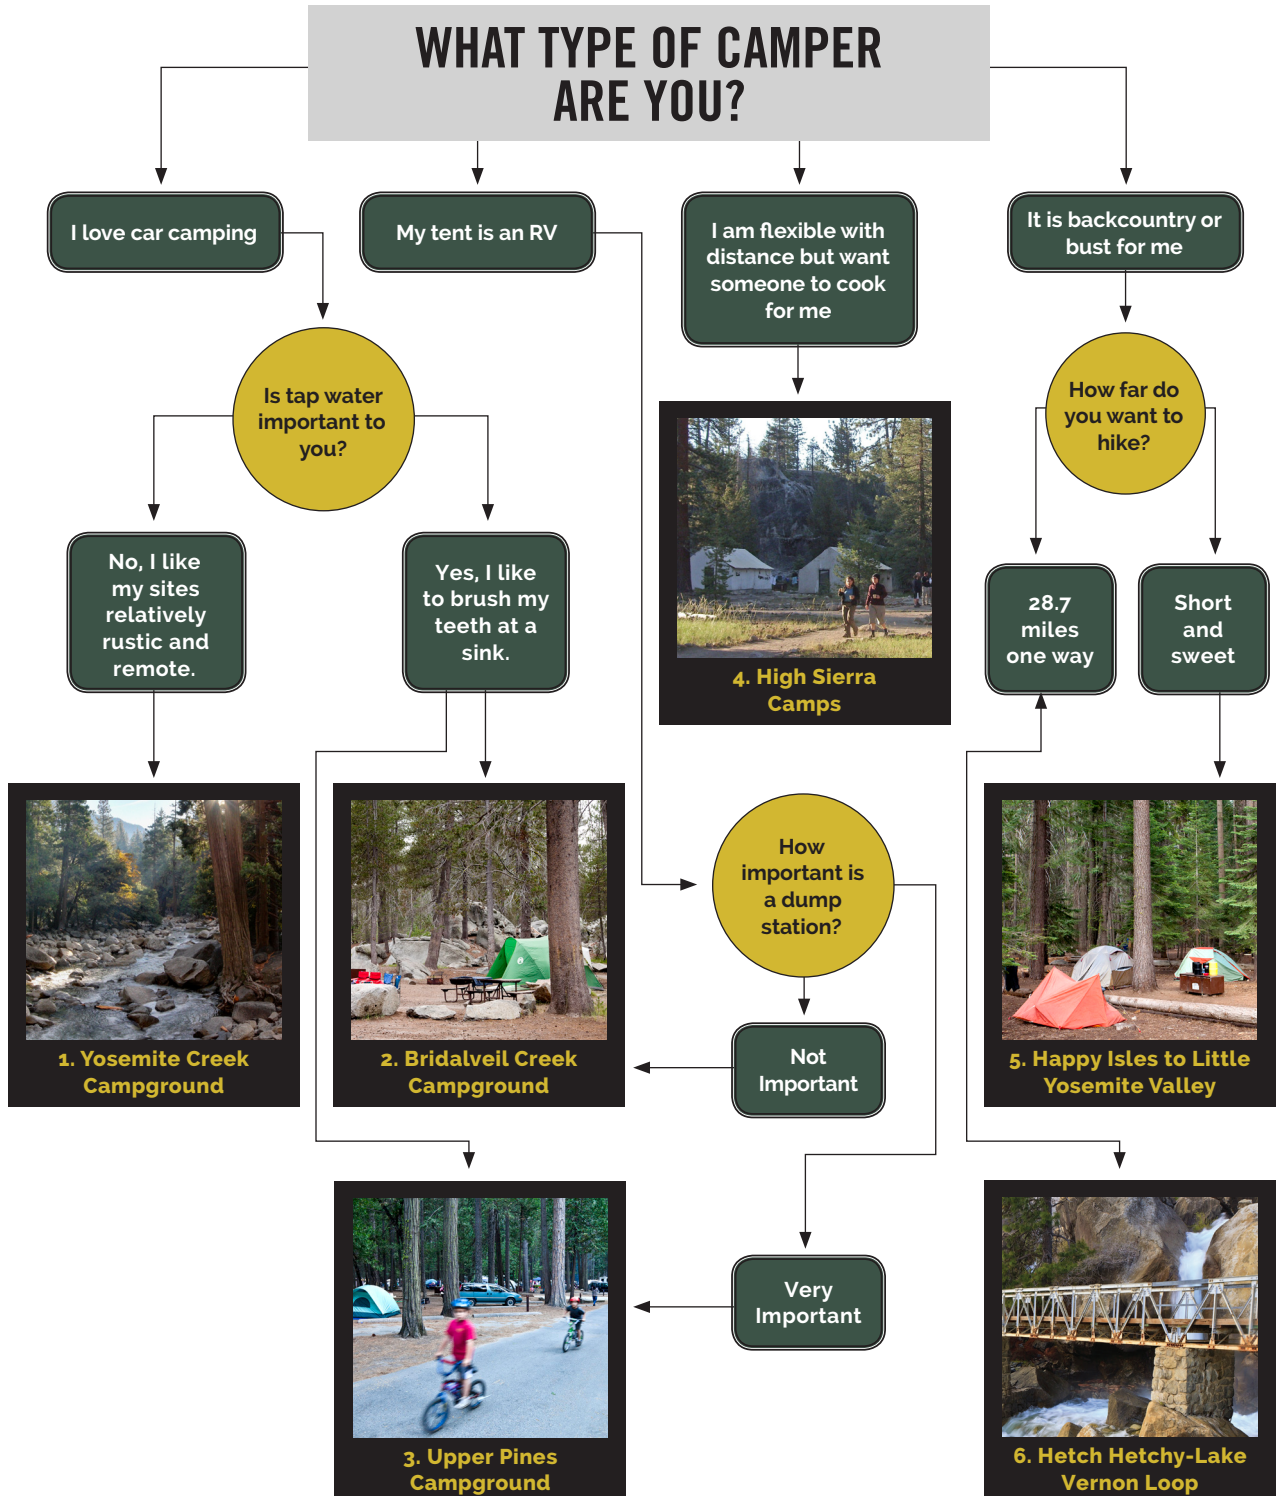 WHAT TYPE OF CAMPER
ARE YOU?
I love car camping
My tent is an RV
I am flexible with
distance but want
someone to cook
for me
It is backcountry or
bust for me
Is tap water
important to
you?
How far do
you want to
hike?
No, I like
my sites
relatively
rustic and
remote.
Yes, I like
to brush my
teeth at a
sink.
28.7
miles
one way
Short
and
sweet
4. High Sierra
Camps
How
important is
a dump
station?
1. Yosemite Creek
Campground
2. Bridalveil Creek
Campground
Not
Important
5. Happy Isles to Little
Yosemite Valley
Very
Important
3. Upper Pines
Campground
6. Hetch Hetchy-Lake
Vernon Loop